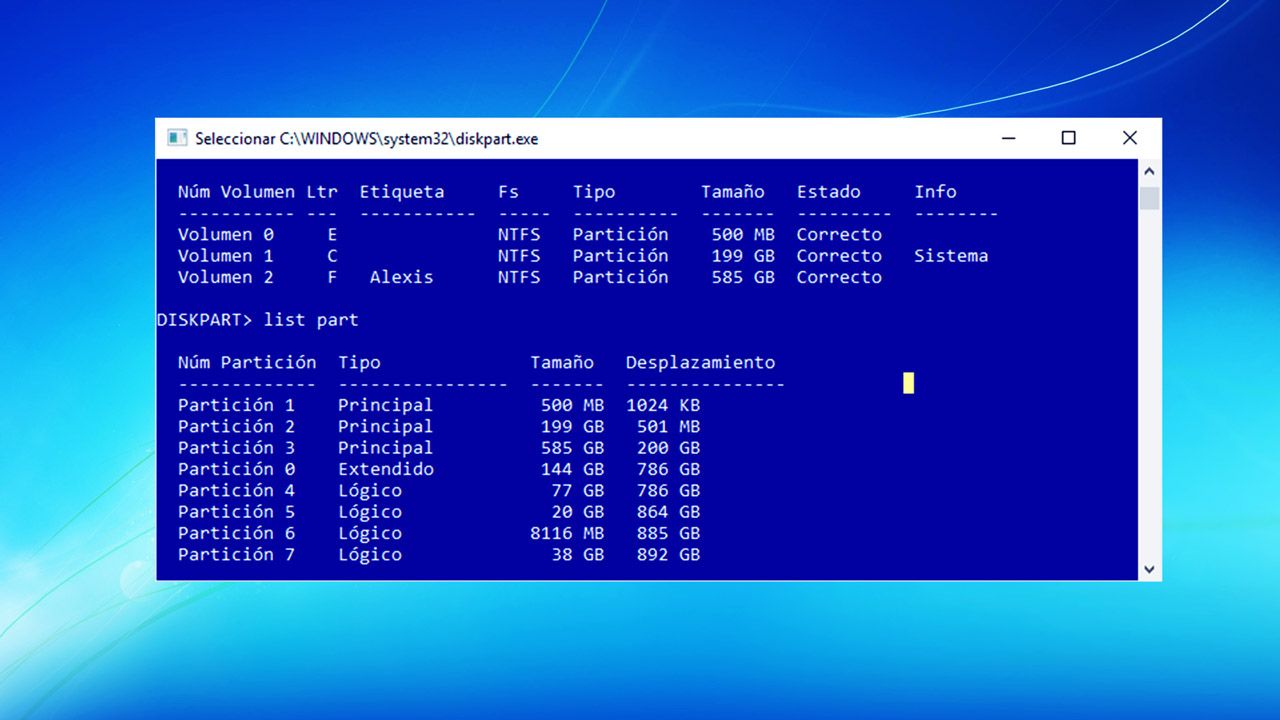 Seleccionar C:\WINDOWS\system32\diskpart.exe
Núm Volumen Ltr  Etiqueta     Fs     Tipo        Tamaño   Estado     Info
----------- ---  -----------  -----  ----------  -------  ---------  --------
Volumen 0     E                NTFS   Partición    500 MB  Correcto
Volumen 1     C                NTFS   Partición    199 GB  Correcto   Sistema
Volumen 2     F   Alexis       NTFS   Partición    585 GB  Correcto
DISKPART> list part
Núm Partición  Tipo              Tamaño   Desplazamiento
-------------  ----------------  -------  ---------------
Partición 1    Principal          500 MB  1024 KB
Partición 2    Principal          199 GB   501 MB
Partición 3    Principal          585 GB   200 GB
Partición 0    Extendido          144 GB   786 GB
Partición 4    Lógico              77 GB   786 GB
Partición 5    Lógico              20 GB   864 GB
Partición 6    Lógico            8116 MB   885 GB
Partición 7    Lógico              38 GB   892 GB